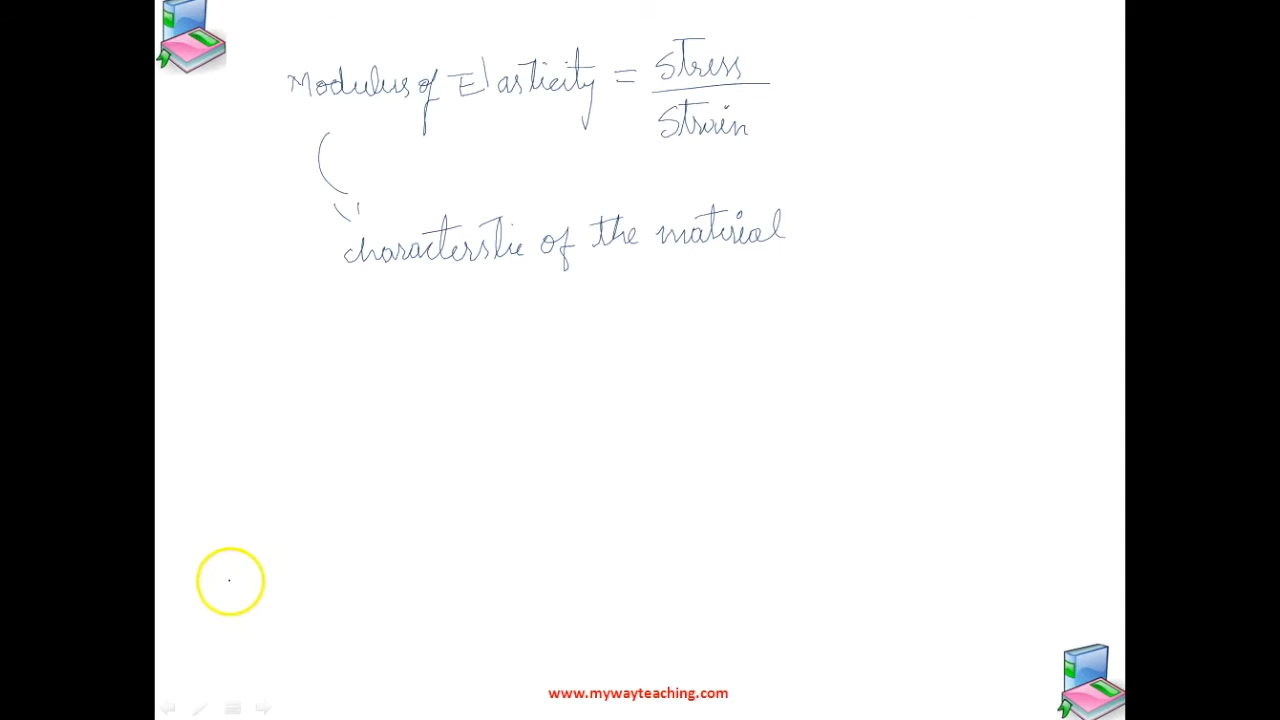 Modulus of Elasticity = Stress / Strain
characterstic of the material
www.mywayteaching.com